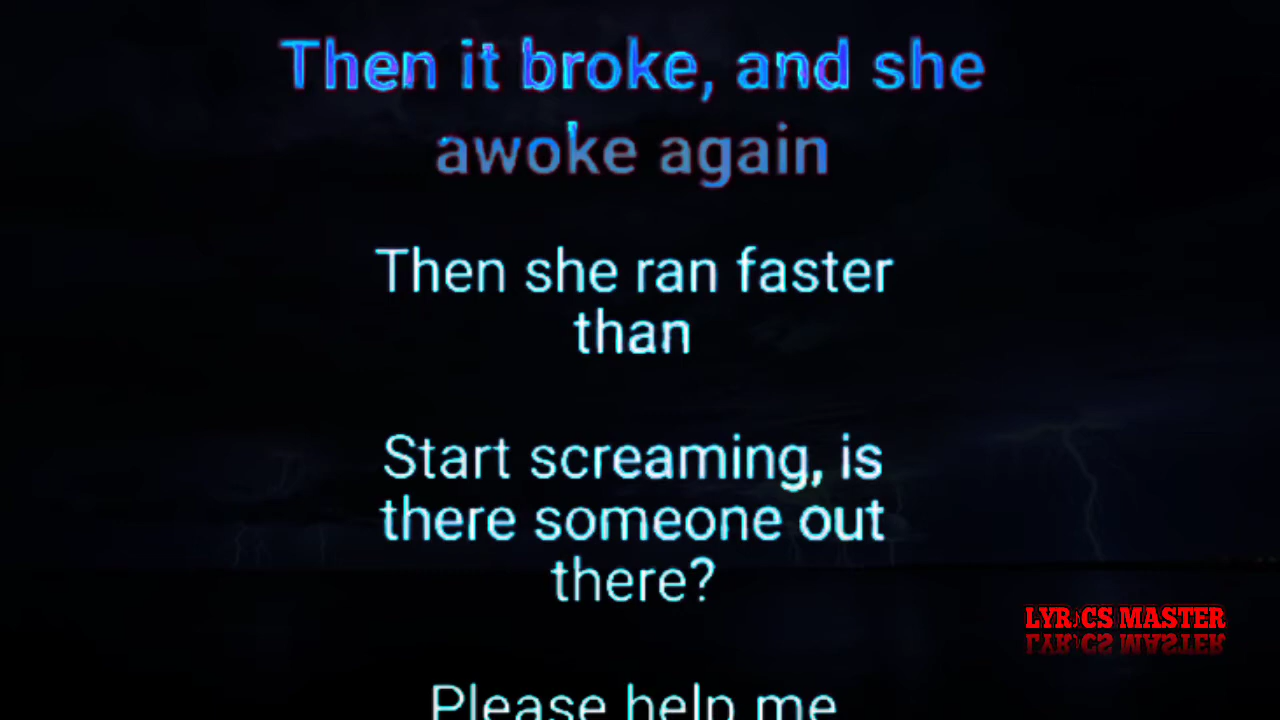 Then it broke, and she
awoke again
Then she ran faster
than
Start screaming, is
there someone out
there?
Please help me
LYRICS MASTER